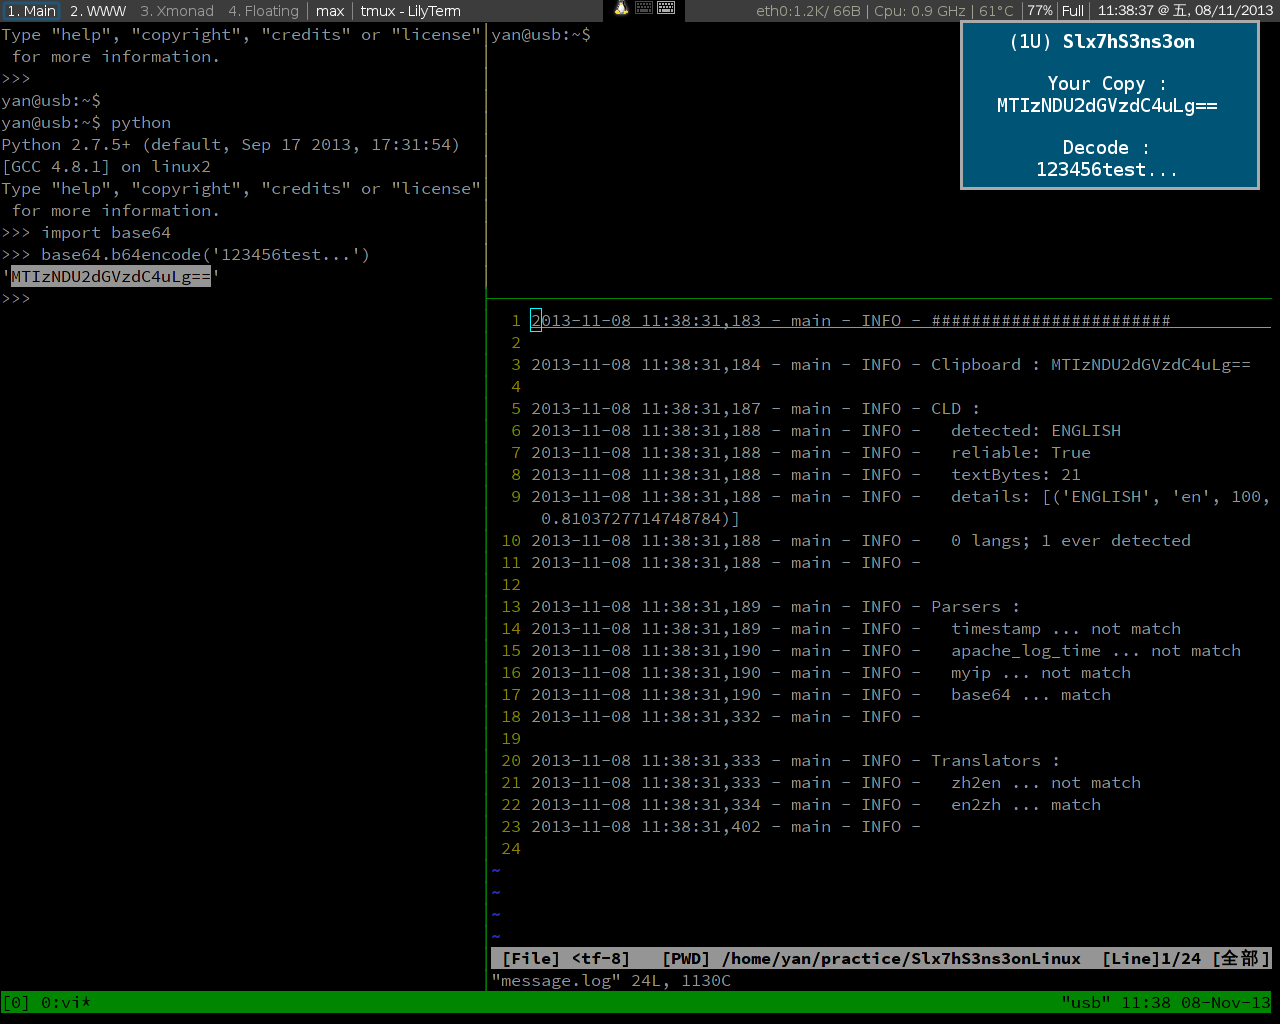 1. Main 2. WWW 3. Xmonad 4. Floating max tmux - LilyTerm eth0:1.2K/ 66B | Cpu: 0.9 GHz | 61°C 77% Full 11:38:37 @ 五, 08/11/2013
Type "help", "copyright", "credits" or "license"
 for more information.
>>>
yan@usb:~$
yan@usb:~$ python
Python 2.7.5+ (default, Sep 17 2013, 17:31:54)
[GCC 4.8.1] on linux2
Type "help", "copyright", "credits" or "license"
 for more information.
>>> import base64
>>> base64.b64encode('123456test...')
'MTIzNDU2dGVzdC4uLg=='
>>>
yan@usb:~$
(1U) Slx7hS3ns3on
Your Copy :
MTIzNDU2dGVzdC4uLg==
Decode :
123456test...
1 2013-11-08 11:38:31,183 - main - INFO - ########################
2
3 2013-11-08 11:38:31,184 - main - INFO - Clipboard : MTIzNDU2dGVzdC4uLg==
4
5 2013-11-08 11:38:31,187 - main - INFO - CLD :
6 2013-11-08 11:38:31,188 - main - INFO -   detected: ENGLISH
7 2013-11-08 11:38:31,188 - main - INFO -   reliable: True
8 2013-11-08 11:38:31,188 - main - INFO -   textBytes: 21
9 2013-11-08 11:38:31,188 - main - INFO -   details: [('ENGLISH', 'en', 100,
 0.8103727714748784)]
10 2013-11-08 11:38:31,188 - main - INFO -   0 langs; 1 ever detected
11 2013-11-08 11:38:31,188 - main - INFO -
12
13 2013-11-08 11:38:31,189 - main - INFO - Parsers :
14 2013-11-08 11:38:31,189 - main - INFO -   timestamp ... not match
15 2013-11-08 11:38:31,190 - main - INFO -   apache_log_time ... not match
16 2013-11-08 11:38:31,190 - main - INFO -   myip ... not match
17 2013-11-08 11:38:31,190 - main - INFO -   base64 ... match
18 2013-11-08 11:38:31,332 - main - INFO -
19
20 2013-11-08 11:38:31,333 - main - INFO - Translators :
21 2013-11-08 11:38:31,333 - main - INFO -   zh2en ... not match
22 2013-11-08 11:38:31,334 - main - INFO -   en2zh ... match
23 2013-11-08 11:38:31,402 - main - INFO -
24
~
~
~
~
[File] <tf-8]   [PWD] /home/yan/practice/Slx7hS3ns3onLinux  [Line]1/24 [全部]
"message.log" 24L, 1130C
[0] 0:vi* "usb" 11:38 08-Nov-13